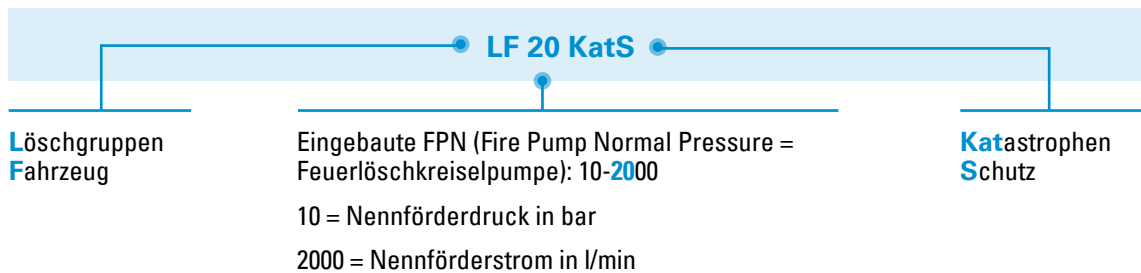 LF 20 KatS
Löschgruppen
Fahrzeug
Eingebaute FPN (Fire Pump Normal Pressure =
Feuerlöschkreiselpumpe): 10-2000
10 = Nennförderdruck in bar
2000 = Nennförderstrom in l/min
Katastrophen
Schutz